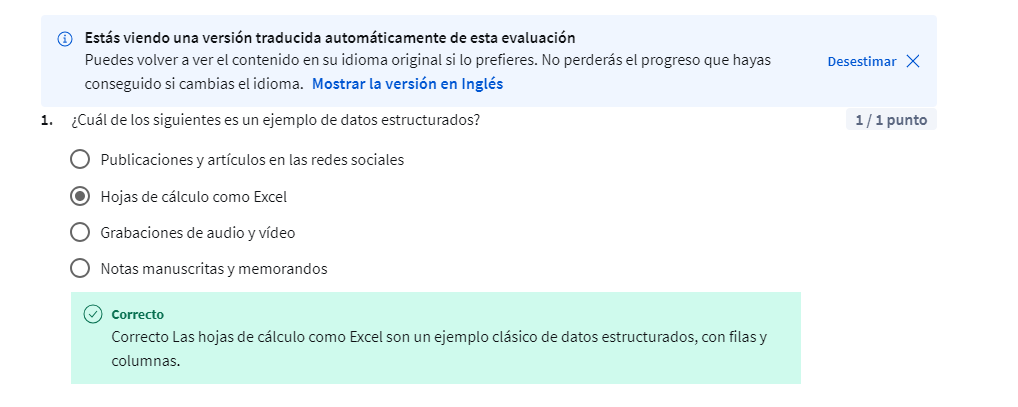 Estás viendo una versión traducida automáticamente de esta evaluación
Puedes volver a ver el contenido en su idioma original si lo prefieres. No perderás el progreso que hayas
conseguido si cambias el idioma. Mostrar la versión en Inglés
Desestimar
1. ¿Cuál de los siguientes es un ejemplo de datos estructurados?
1 / 1 punto
Publicaciones y artículos en las redes sociales
Hojas de cálculo como Excel
Grabaciones de audio y vídeo
Notas manuscritas y memorandos
Correcto
Correcto Las hojas de cálculo como Excel son un ejemplo clásico de datos estructurados, con filas y
columnas.